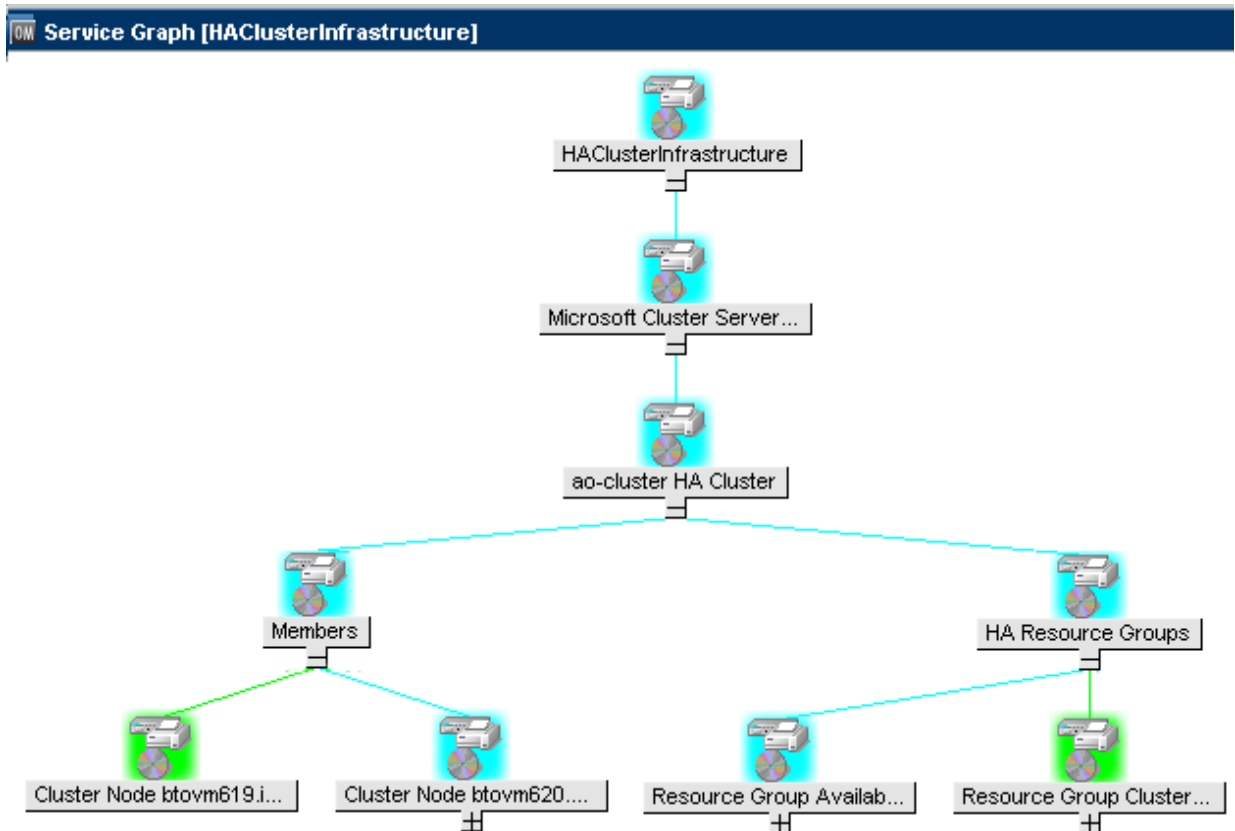 OM Service Graph [HAClusterInfrastructure]
HAClusterInfrastructure
Microsoft Cluster Server...
ao-cluster HA Cluster
Members
HA Resource Groups
Cluster Node btovm619.i...
Cluster Node btovm620....
Resource Group Availab...
Resource Group Cluster...